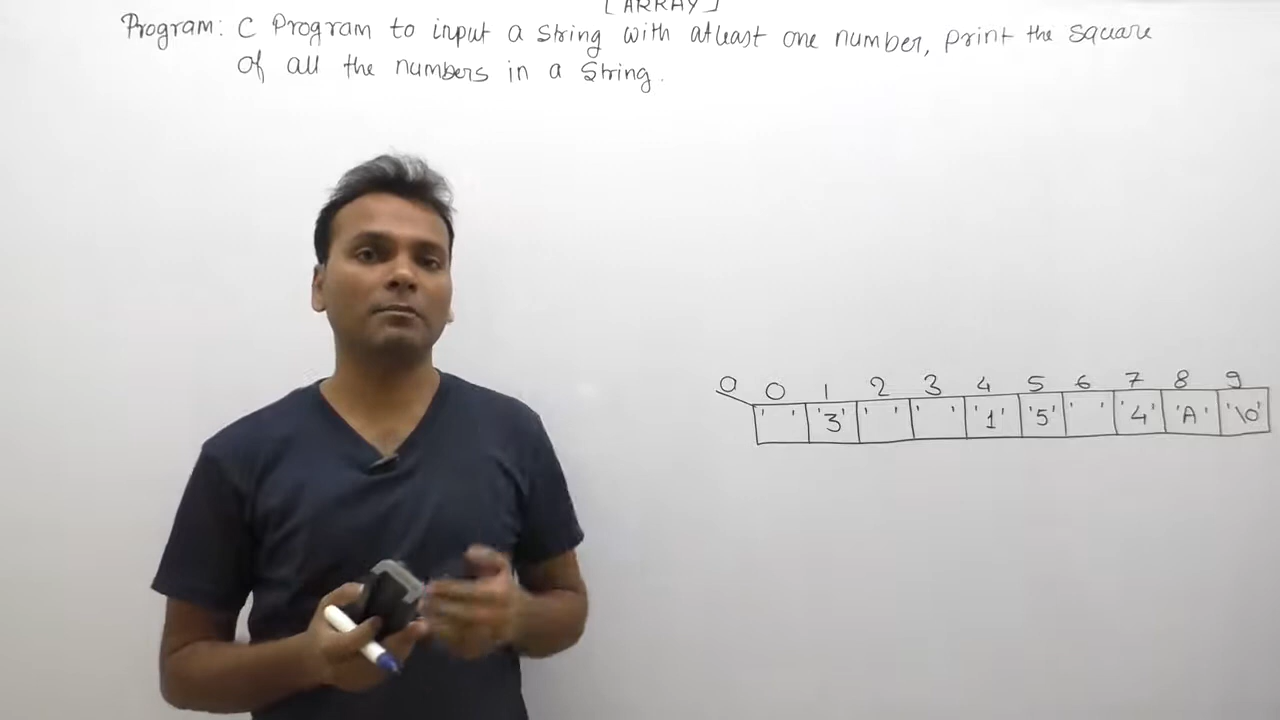 [ ARRAY ]
Program: C Program to input a string with atleast one number, print the square
of all the numbers in a String.
a 0 1 2 3 4 5 6 7 8 9
' ' '3' ' ' ' ' '1' '5' ' ' '4' 'A' '\0'